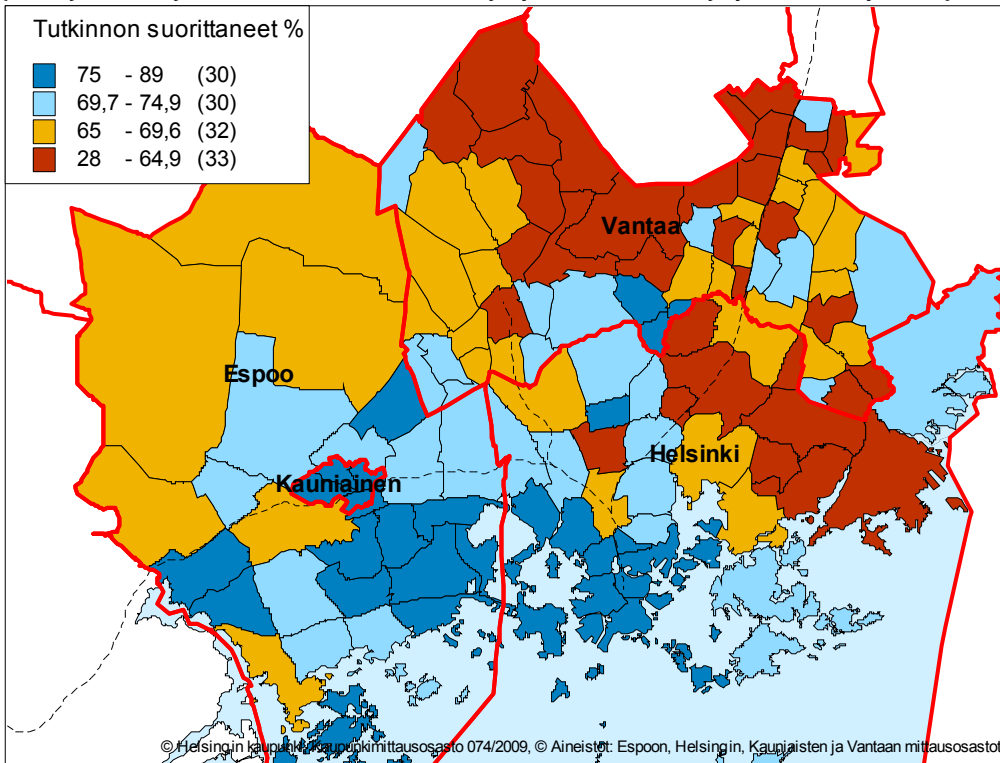 Tutkinnon suorittaneet %
75 - 89 (30)
69,7 - 74,9 (30)
65 - 69,6 (32)
28 - 64,9 (33)
Vantaa
Espoo
Helsinki
Kauniainen
© Helsingin kaupunki, Kaupunkimittausosasto 074/2009, © Aineistot: Espoon, Helsingin, Kauniaisten ja Vantaan mittausosastot